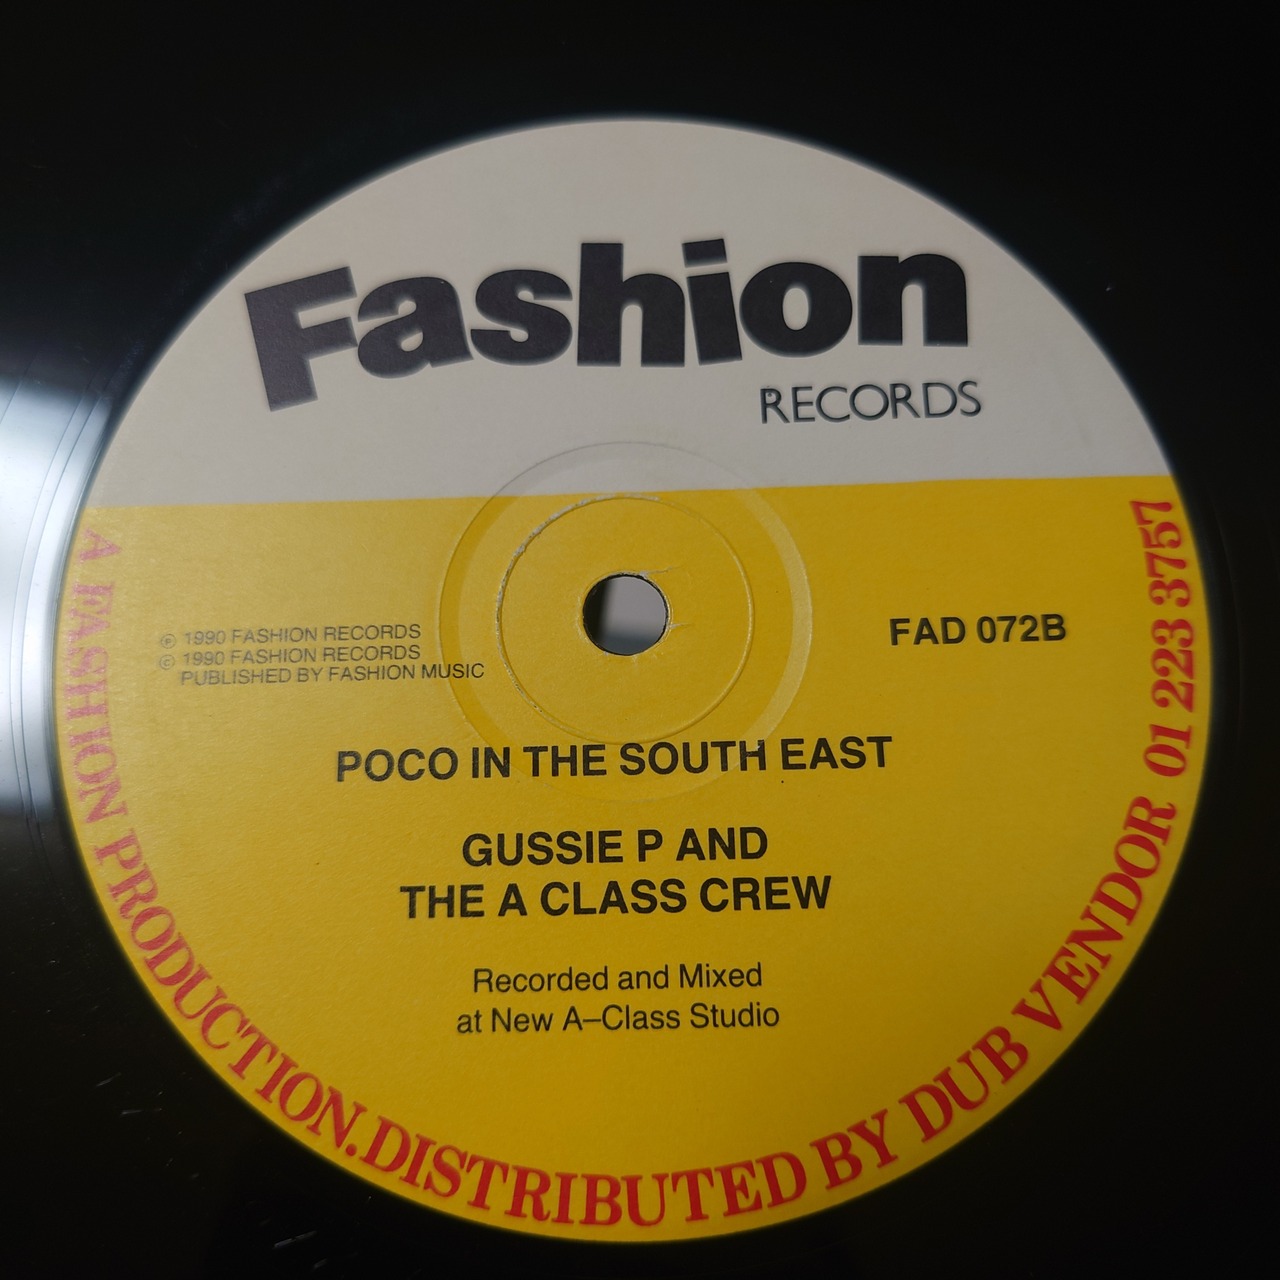 Fashion
RECORDS
℗ 1990 FASHION RECORDS
© 1990 FASHION RECORDS
PUBLISHED BY FASHION MUSIC
FAD 072B
POCO IN THE SOUTH EAST
GUSSIE P AND
THE A CLASS CREW
Recorded and Mixed
at New A–Class Studio
A FASHION PRODUCTION.DISTRIBUTED BY DUB VENDOR 01 223 3757